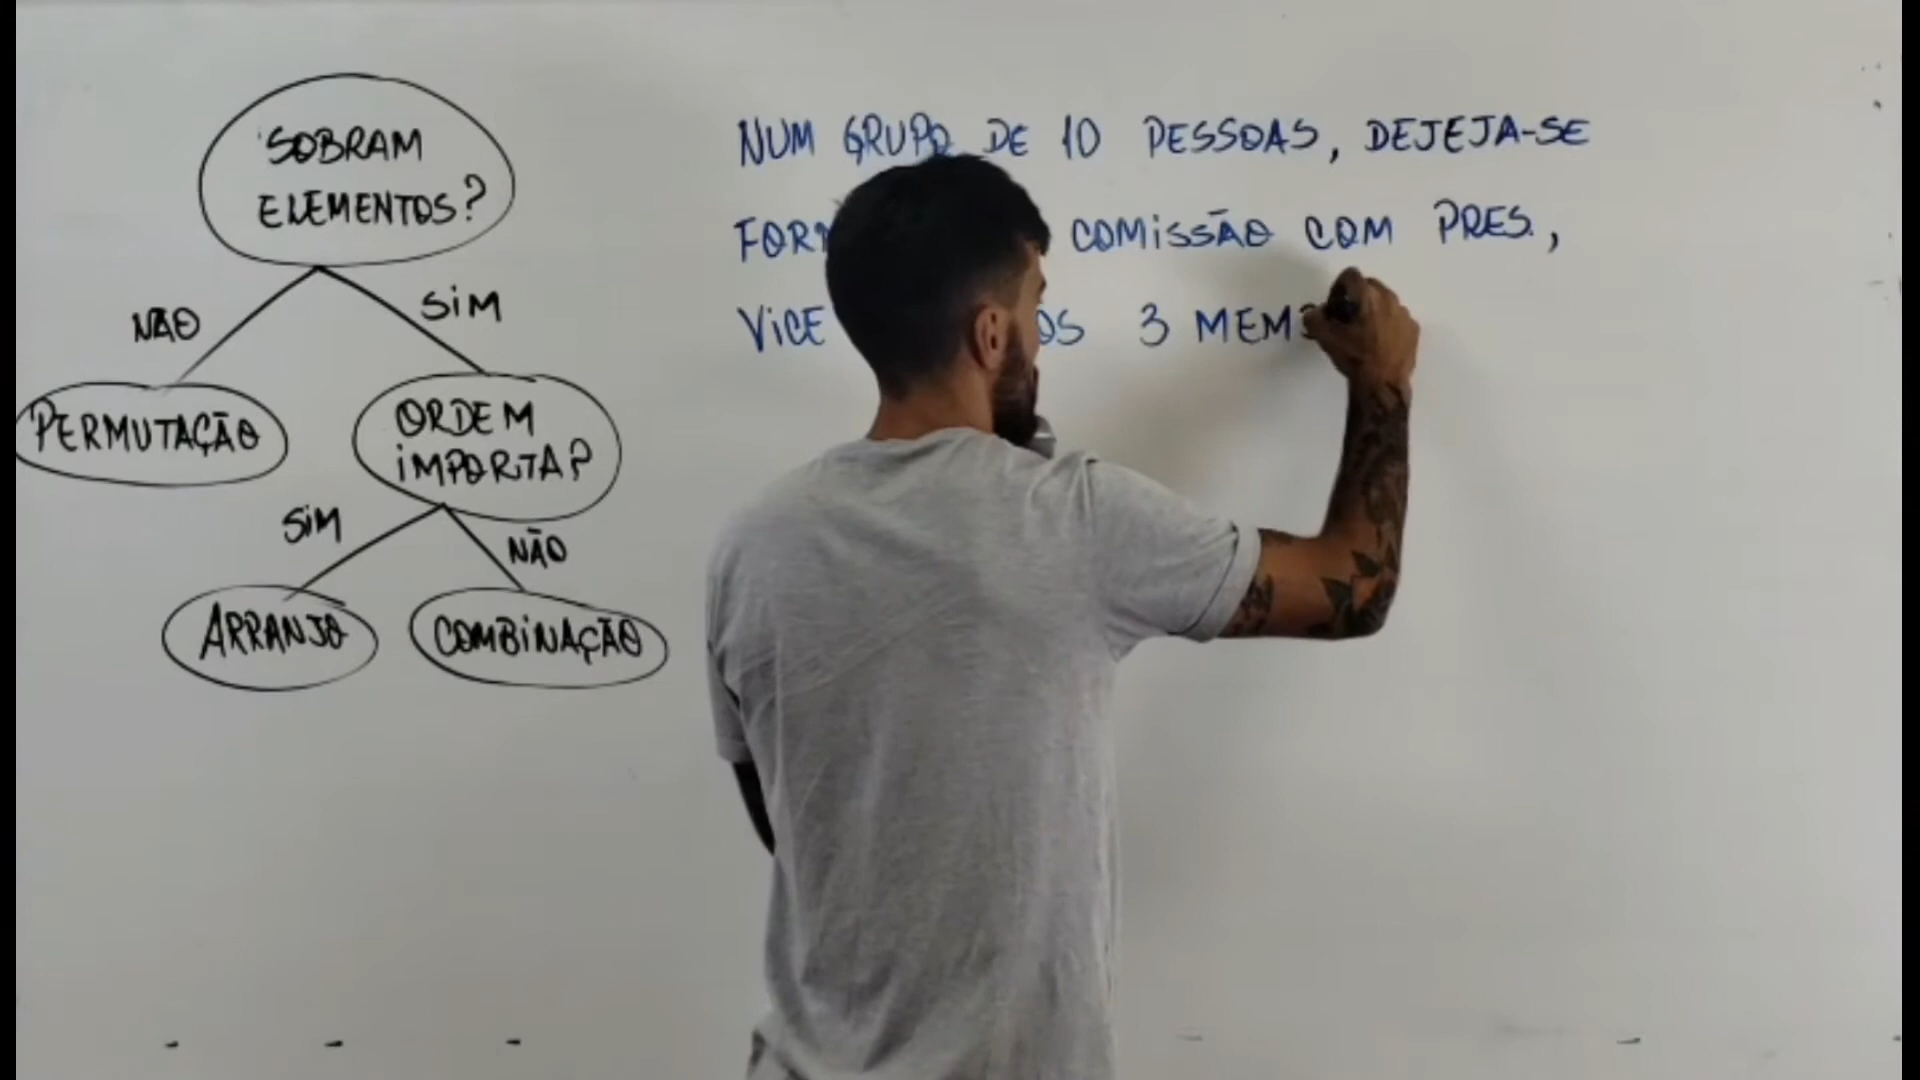 SOBRAM
ELEMENTOS?
NÃO
SIM
PERMUTAÇÃO
ORDEM
IMPORTA?
SIM
NÃO
ARRANJO
COMBINAÇÃO
NUM GRUPO DE 10 PESSOAS, DEJEJA-SE
COMISSÃO COM PRES.,
VICE 3